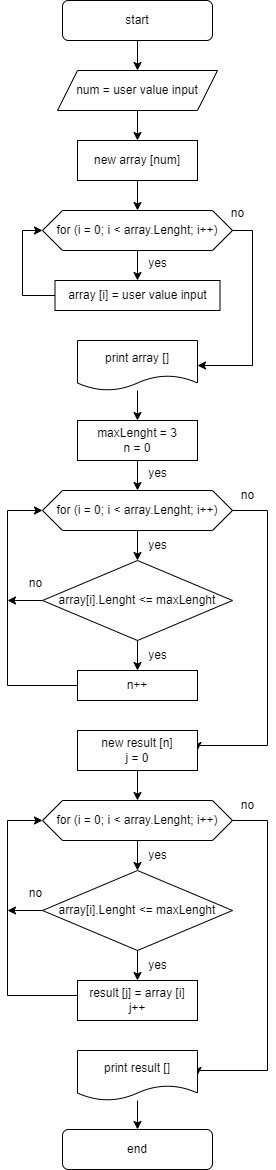 start
num = user value input
new array [num]
no
for (i = 0; i < array.Lenght; i++)
yes
array [i] = user value input
print array []
maxLenght = 3
n = 0
yes
no
for (i = 0; i < array.Lenght; i++)
yes
no
array[i].Lenght <= maxLenght
yes
n++
new result [n]
j = 0
no
for (i = 0; i < array.Lenght; i++)
yes
no
array[i].Lenght <= maxLenght
yes
result [j] = array [i]
j++
print result []
end